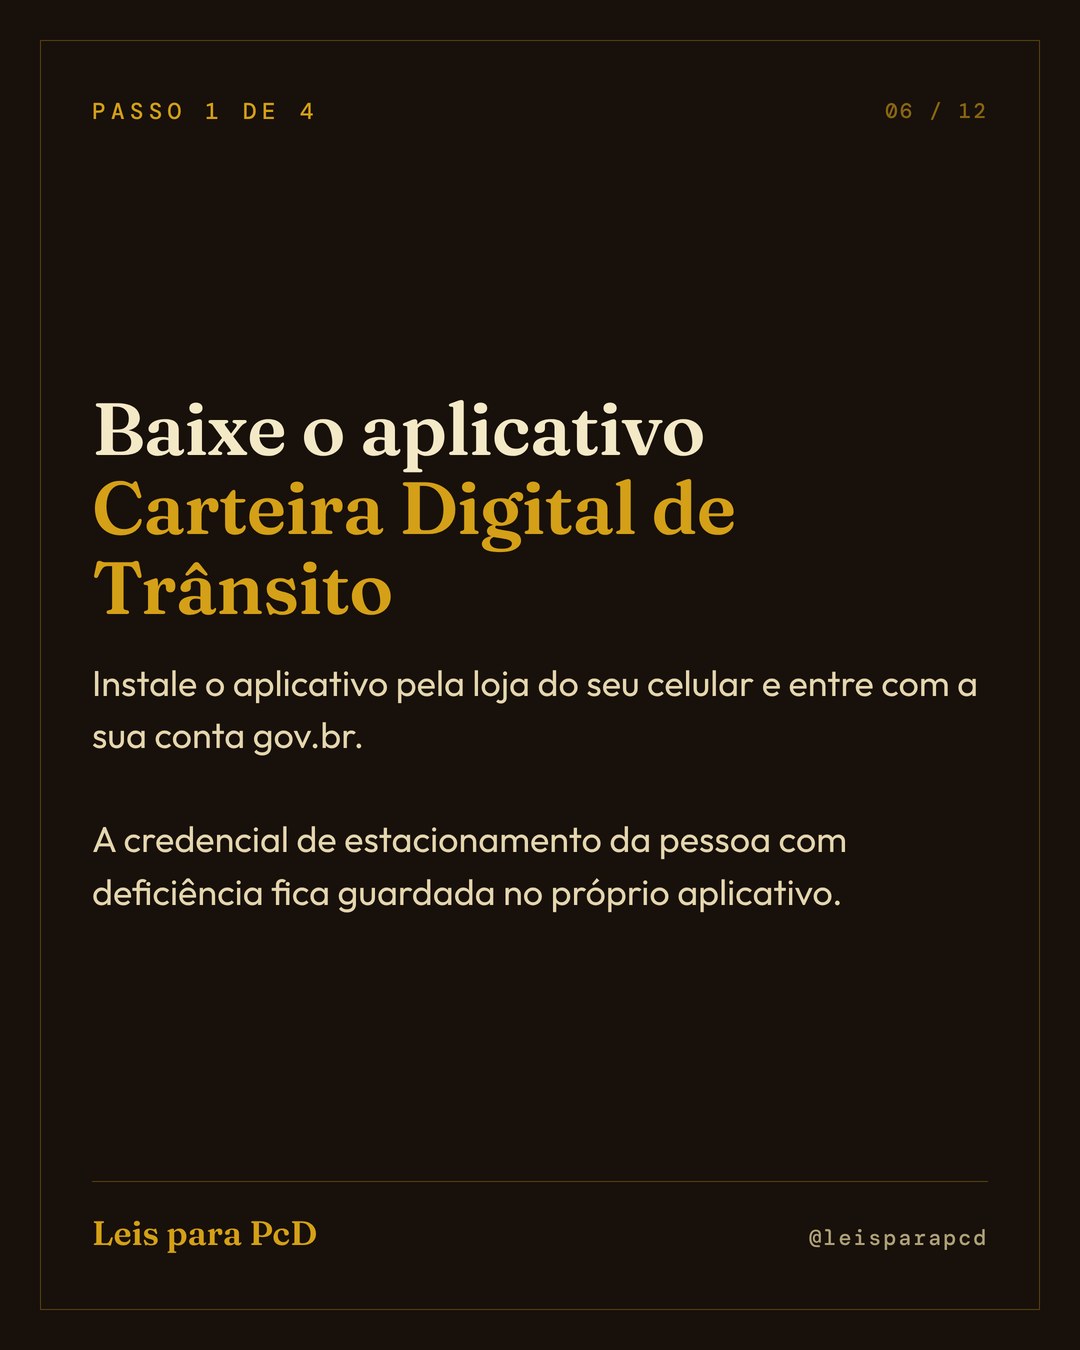 PASSO 1 DE 4
06 / 12
Baixe o aplicativo
Carteira Digital de
Trânsito
Instale o aplicativo pela loja do seu celular e entre com a
sua conta gov.br.
A credencial de estacionamento da pessoa com
deficiência fica guardada no próprio aplicativo.
Leis para PcD
@leisparapcd